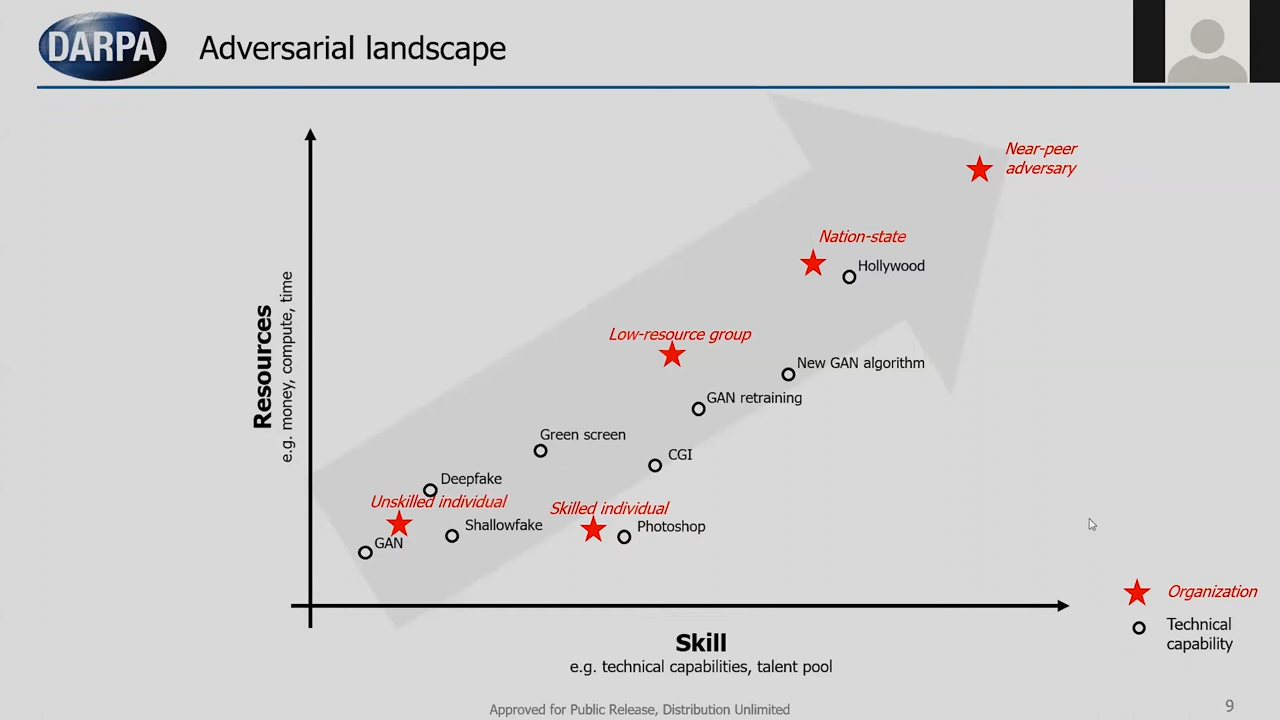 DARPA
Adversarial landscape
Near-peer
adversary
Nation-state
Hollywood
Low-resource group
New GAN algorithm
GAN retraining
Green screen
CGI
Deepfake
Unskilled individual
Skilled individual
Shallowfake
Photoshop
GAN
Resources
e.g. money, compute, time
Skill
e.g. technical capabilities, talent pool
Organization
Technical
capability
Approved for Public Release, Distribution Unlimited
9